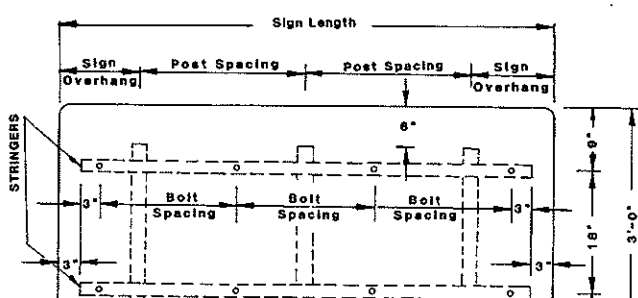 Sign Length
Sign Overhang
Post Spacing
Post Spacing
Sign Overhang
6"
9"
STRINGERS
3"
Bolt Spacing
Bolt Spacing
Bolt Spacing
3"
18"
3'-0"
3"
3"